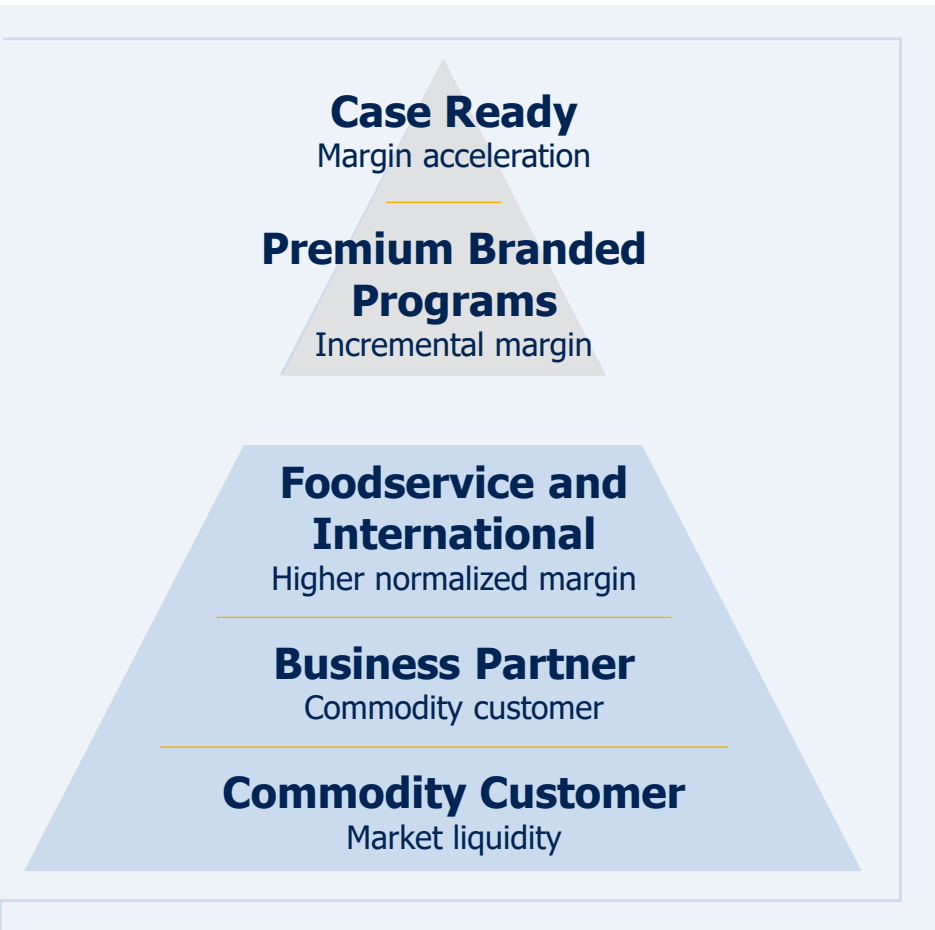 Case Ready
Margin acceleration
Premium Branded
Programs
Incremental margin
Foodservice and
International
Higher normalized margin
Business Partner
Commodity customer
Commodity Customer
Market liquidity